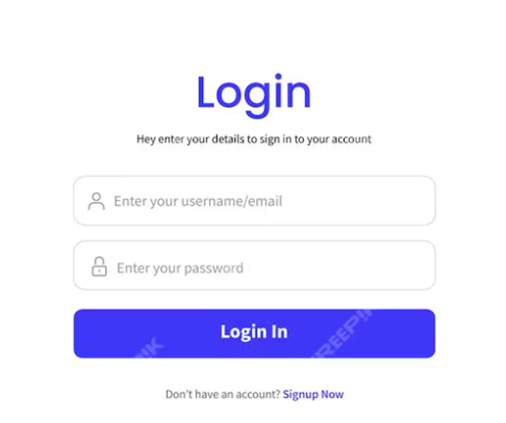 Login
Hey enter your details to sign in to your account
Enter your username/email
Enter your password
Login In
Don't have an account? Signup Now